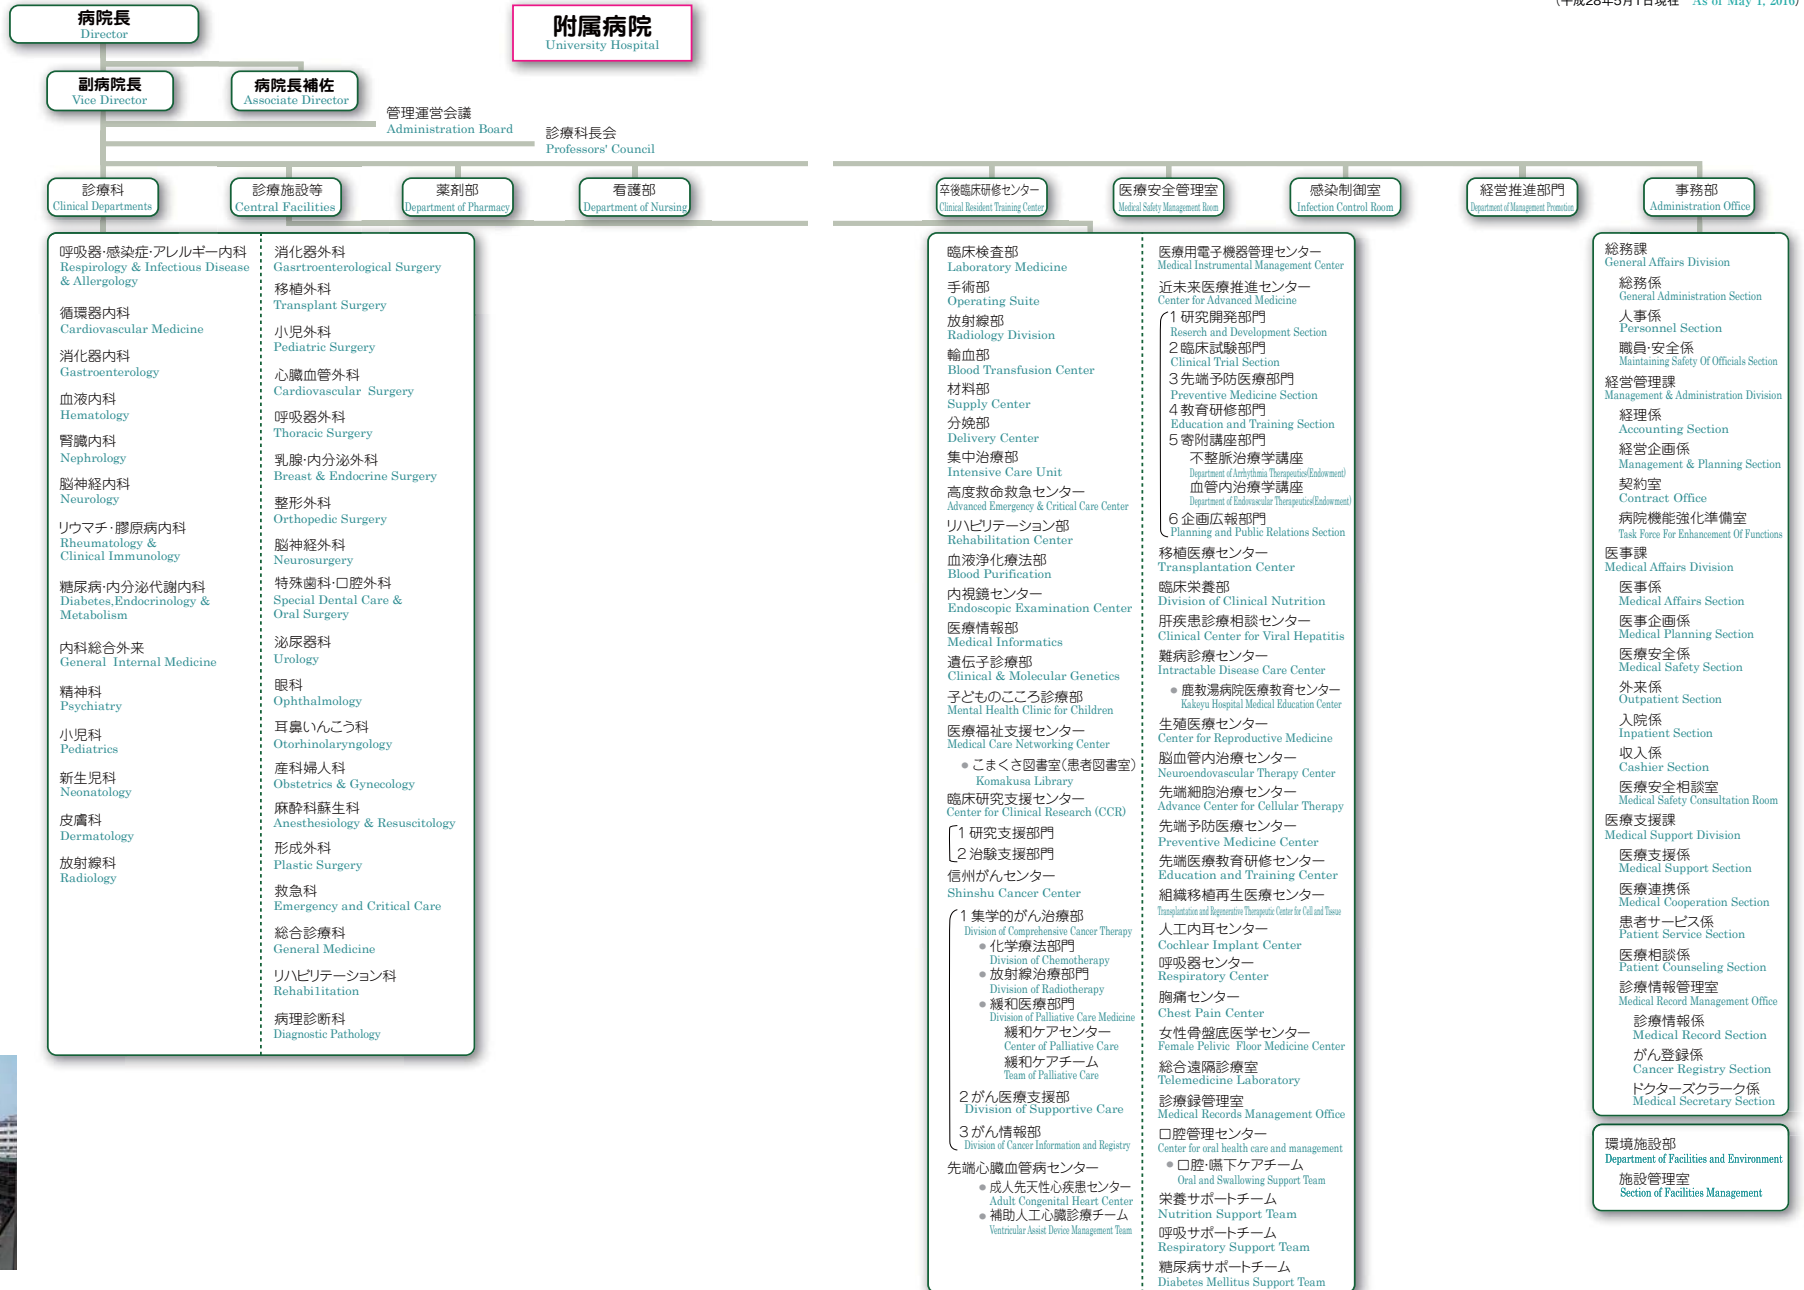 (平成28年5月1日現在 As of May 1, 2016)
病院長
Director
附属病院
University Hospital
副病院長
Vice Director
病院長補佐
Associate Director
管理運営会議
Administration Board
診療科長会
Professors' Council
診療科
Clinical Departments
診療施設等
Central Facilities
薬剤部
Department of Pharmacy
看護部
Department of Nursing
卒後臨床研修センター
Clinical Resident Training Center
医療安全管理室
Medical Safety Management Room
感染制御室
Infection Control Room
経営推進部門
Department of Management Promotion
事務部
Administration Office
呼吸器・感染症・アレルギー内科
Respirology & Infectious Disease
& Allergology
循環器内科
Cardiovascular Medicine
消化器内科
Gastroenterology
血液内科
Hematology
腎臓内科
Nephrology
脳神経内科
Neurology
リウマチ・膠原病内科
Rheumatology &
Clinical Immunology
糖尿病・内分泌代謝内科
Diabetes,Endocrinology &
Metabolism
内科総合外来
General Internal Medicine
精神科
Psychiatry
小児科
Pediatrics
新生児科
Neonatology
皮膚科
Dermatology
放射線科
Radiology
消化器外科
Gasrtroenterological Surgery
移植外科
Transplant Surgery
小児外科
Pediatric Surgery
心臓血管外科
Cardiovascular Surgery
呼吸器外科
Thoracic Surgery
乳腺・内分泌外科
Breast & Endocrine Surgery
整形外科
Orthopedic Surgery
脳神経外科
Neurosurgery
特殊歯科・口腔外科
Special Dental Care &
Oral Surgery
泌尿器科
Urology
眼科
Ophthalmology
耳鼻いんこう科
Otorhinolaryngology
産科婦人科
Obstetrics & Gynecology
麻酔科蘇生科
Anesthesiology & Resuscitology
形成外科
Plastic Surgery
救急科
Emergency and Critical Care
総合診療科
General Medicine
リハビリテーション科
Rehabi1itation
病理診断科
Diagnostic Pathology
臨床検査部
Laboratory Medicine
手術部
Operating Suite
放射線部
Radiology Division
輸血部
Blood Transfusion Center
材料部
Supply Center
分娩部
Delivery Center
集中治療部
Intensive Care Unit
高度救命救急センター
Advanced Emergency & Critical Care Center
リハビリテーション部
Rehabilitation Center
血液浄化療法部
Blood Purification
内視鏡センター
Endoscopic Examination Center
医療情報部
Medical Informatics
遺伝子診療部
Clinical & Molecular Genetics
子どものこころ診療部
Mental Health Clinic for Children
医療福祉支援センター
Medical Care Networking Center
● こまくさ図書室(患者図書室)
Komakusa Library
臨床研究支援センター
Center for Clinical Research (CCR)
1 研究支援部門
2 治験支援部門
信州がんセンター
Shinshu Cancer Center
1 集学的がん治療部
Division of Comprehensive Cancer Therapy
● 化学療法部門
Division of Chemotherapy
● 放射線治療部門
Division of Radiotherapy
● 緩和医療部門
Division of Palliative Care Medicine
緩和ケアセンター
Center of Palliative Care
緩和ケアチーム
Team of Palliative Care
2 がん医療支援部
Division of Supportive Care
3 がん情報部
Division of Cancer Information and Registry
先端心臓血管病センター
● 成人先天性心疾患センター
Adult Congenital Heart Center
● 補助人工心臓診療チーム
Ventricular Assist Device Management Team
医療用電子機器管理センター
Medical Instrumental Management Center
近未来医療推進センター
Center for Advanced Medicine
1 研究開発部門
Reserch and Development Section
2 臨床試験部門
Clinical Trial Section
3 先端予防医療部門
Preventive Medicine Section
4 教育研修部門
Education and Training Section
5 寄附講座部門
不整脈治療学講座
Department of Arrhythmia Therapeutics(Endowment)
血管内治療学講座
Department of Endovascular Therapeutics(Endowment)
6 企画広報部門
Planning and Public Relations Section
移植医療センター
Transplantation Center
臨床栄養部
Division of Clinical Nutrition
肝疾患診療相談センター
Clinical Center for Viral Hepatitis
難病診療センター
Intractable Disease Care Center
● 鹿教湯病院医療教育センター
Kakeyu Hospital Medical Education Center
生殖医療センター
Center for Reproductive Medicine
脳血管内治療センター
Neuroendovascular Therapy Center
先端細胞治療センター
Advance Center for Cellular Therapy
先端予防医療センター
Preventive Medicine Center
先端医療教育研修センター
Education and Training Center
組織移植再生医療センター
Transplantation and Regenerative Therapeutic Center for Cell and Tissue
人工内耳センター
Cochlear Implant Center
呼吸器センター
Respiratory Center
胸痛センター
Chest Pain Center
女性骨盤底医学センター
Female Pelivic Floor Medicine Center
総合遠隔診療室
Telemedicine Laboratory
診療録管理室
Medical Records Management Office
口腔管理センター
Center for oral health care and management
● 口腔・嚥下ケアチーム
Oral and Swallowing Support Team
栄養サポートチーム
Nutrition Support Team
呼吸サポートチーム
Respiratory Support Team
糖尿病サポートチーム
Diabetes Mellitus Support Team
総務課
General Affairs Division
総務係
General Administration Section
人事係
Personnel Section
職員・安全係
Maintaining Safety Of Officials Section
経営管理課
Management & Administration Division
経理係
Accounting Section
経営企画係
Management & Planning Section
契約室
Contract Office
病院機能強化準備室
Task Force For Enhancement Of Functions
医事課
Medical Affairs Division
医事係
Medical Affairs Section
医事企画係
Medical Planning Section
医療安全係
Medical Safety Section
外来係
Outpatient Section
入院係
Inpatient Section
収入係
Cashier Section
医療安全相談室
Medical Safety Consultation Room
医療支援課
Medical Support Division
医療支援係
Medical Support Section
医療連携係
Medical Cooperation Section
患者サービス係
Patient Service Section
医療相談係
Patient Counseling Section
診療情報管理室
Medical Record Management Office
診療情報係
Medical Record Section
がん登録係
Cancer Registry Section
ドクターズクラーク係
Medical Secretary Section
環境施設部
Department of Facilities and Environment
施設管理室
Section of Facilities Management